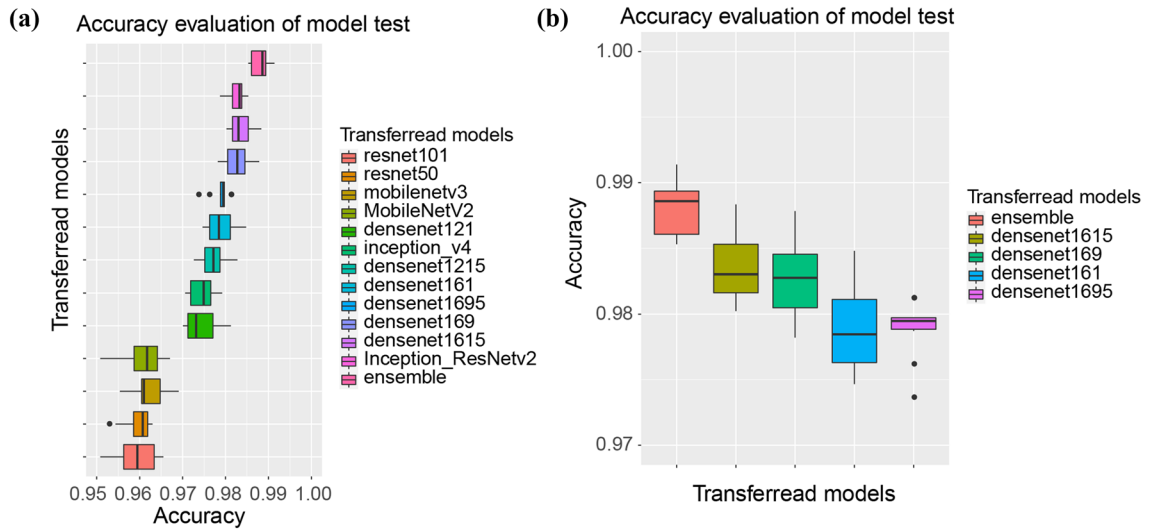 (a)
Accuracy evaluation of model test
Transferread models
0.95 0.96 0.97 0.98 0.99 1.00
Accuracy
Transferread models
resnet101
resnet50
mobilenetv3
MobileNetV2
densenet121
inception_v4
densenet1215
densenet161
densenet1695
densenet169
densenet1615
Inception_ResNetv2
ensemble
(b)
Accuracy evaluation of model test
Accuracy
1.00
0.99
0.98
0.97
Transferread models
Transferread models
ensemble
densenet1615
densenet169
densenet161
densenet1695